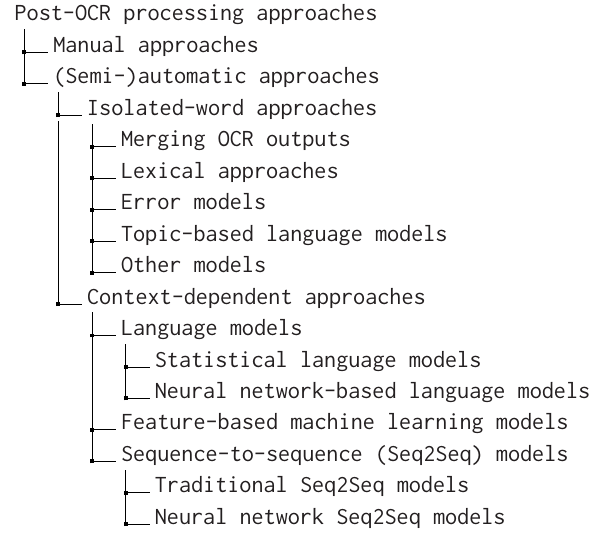 Post-OCR processing approaches
Manual approaches
(Semi-)automatic approaches
Isolated-word approaches
Merging OCR outputs
Lexical approaches
Error models
Topic-based language models
Other models
Context-dependent approaches
Language models
Statistical language models
Neural network-based language models
Feature-based machine learning models
Sequence-to-sequence (Seq2Seq) models
Traditional Seq2Seq models
Neural network Seq2Seq models